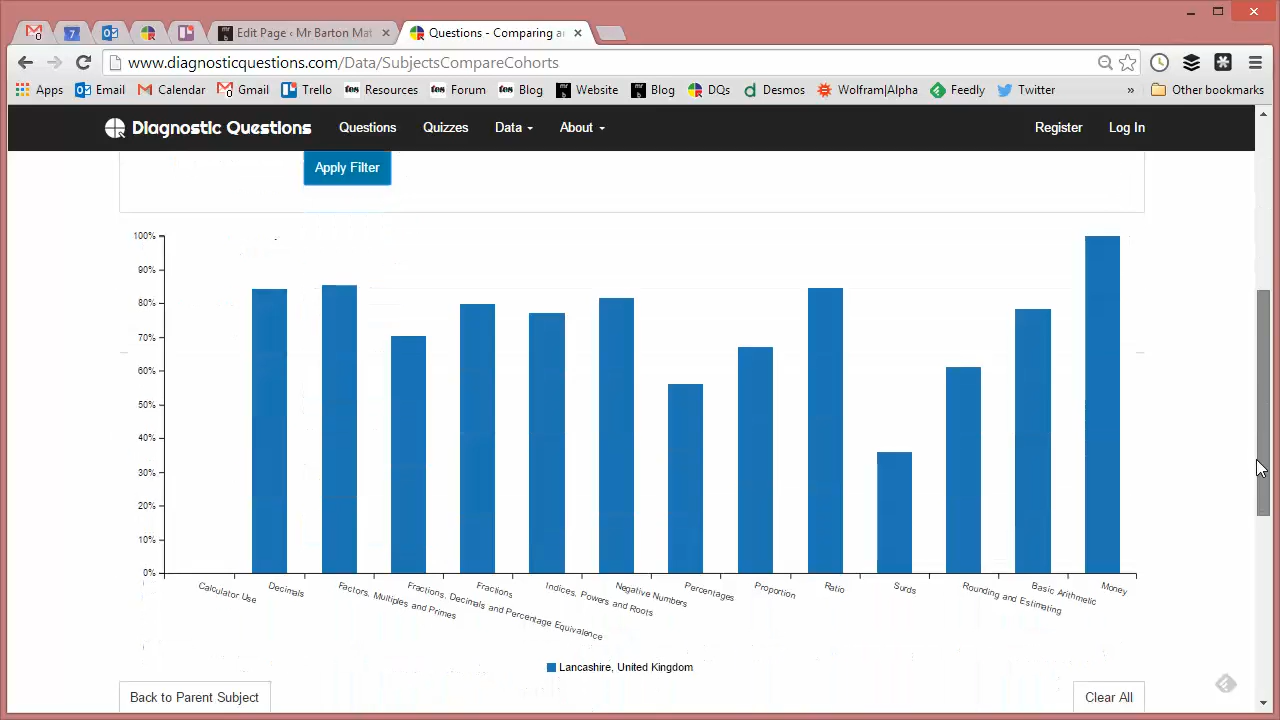 Edit Page ‹ Mr Barton Mat
Questions - Comparing a
www.diagnosticquestions.com/Data/SubjectsCompareCohorts
Apps Email Calendar Gmail Trello tes Resources tes Forum tes Blog Website Blog DQs Desmos Wolfram|Alpha Feedly Twitter » Other bookmarks
Diagnostic Questions Questions Quizzes Data About Register Log In
Apply Filter
100%
90%
80%
70%
60%
50%
40%
30%
20%
10%
0%
Calculator Use
Decimals
Factors, Multiples and Primes
Fractions, Decimals and Percentage Equivalence
Fractions
Indices, Powers and Roots
Negative Numbers
Percentages
Proportion
Ratio
Surds
Rounding and Estimating
Basic Arithmetic
Money
Lancashire, United Kingdom
Back to Parent Subject
Clear All